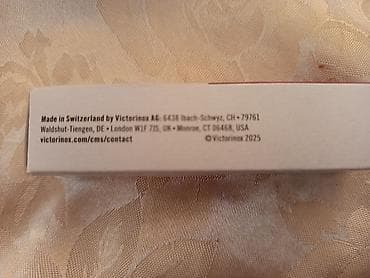 Made in Switzerland by Victorinox AG: 6438 Ibach-Schwyz, CH • 79761
Waldshut-Tiengen, DE • London W1F 7JS, UK • Monroe, CT 06468, USA
victorinox.com/cms/contact ©Victorinox 2025